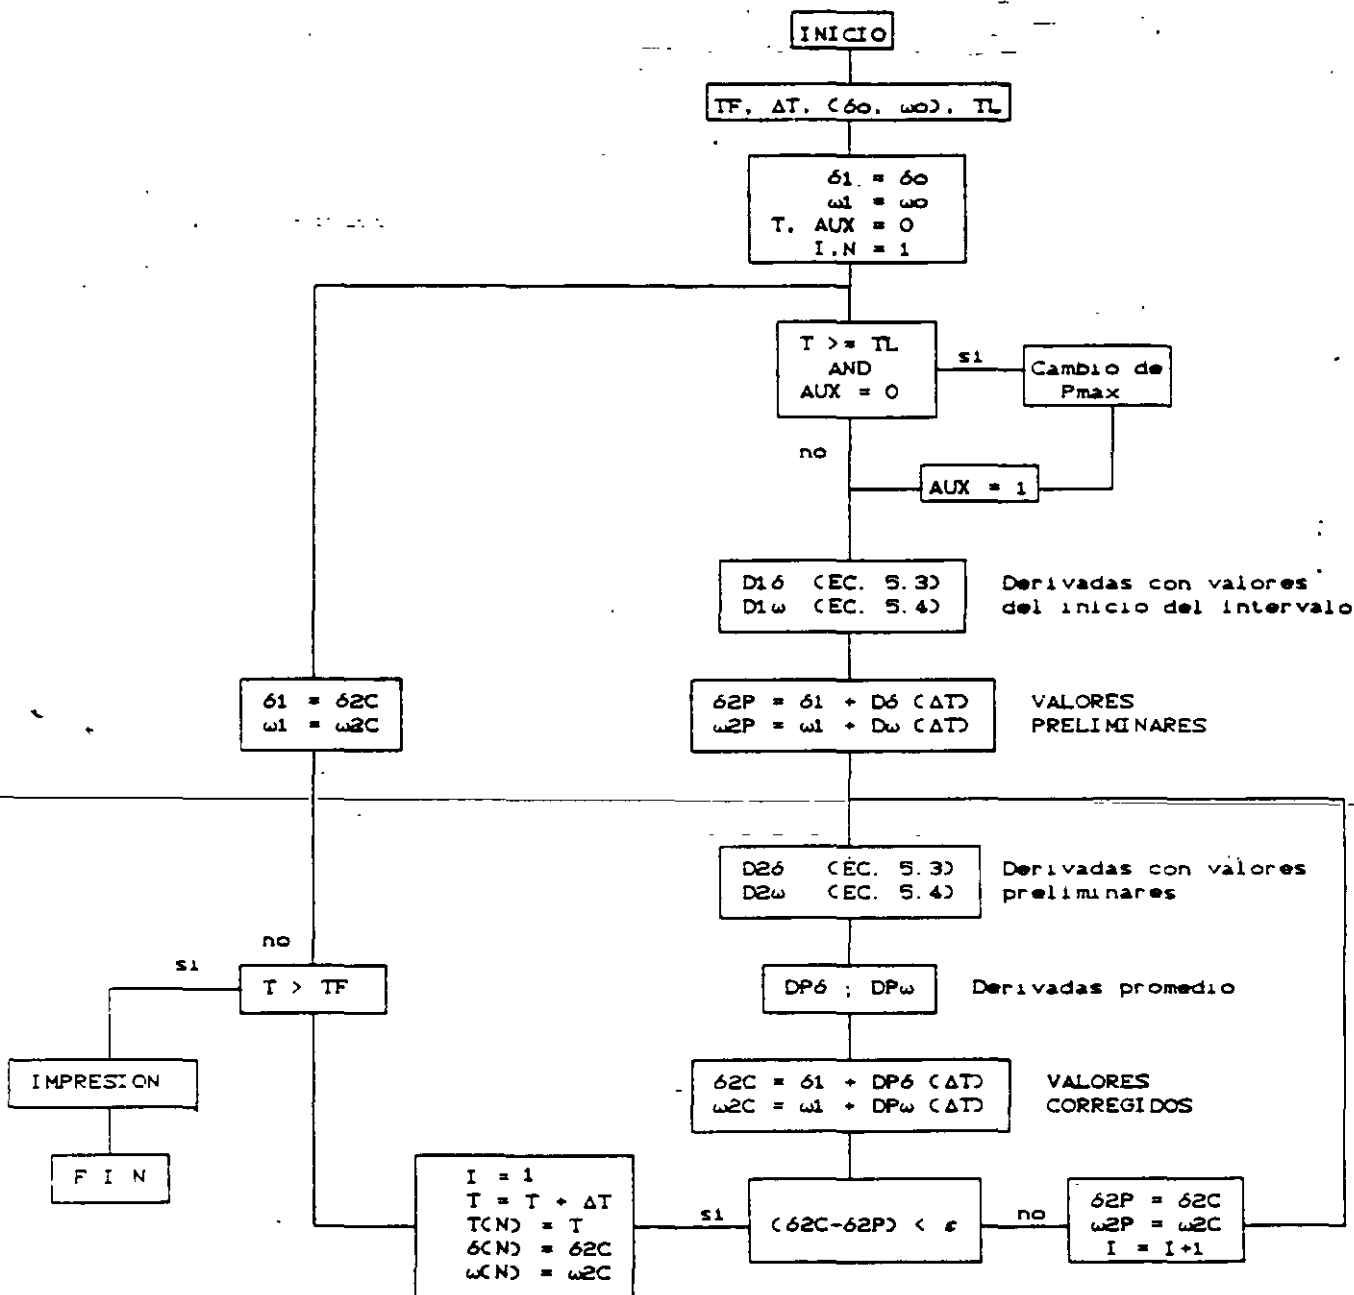 INICIO
TF, ΔT, (δo, ωo), TL
δ1 = δo
ω1 = ωo
T, AUX = 0
I,N = 1
T >= TL
AND
AUX = 0
si
Cambio de
Pmax
no
AUX = 1
D1δ (EC. 5.3)
D1ω (EC. 5.4)
Derivadas con valores
del inicio del intervalo
δ1 = δ2C
ω1 = ω2C
δ2P = δ1 + Dδ (ΔT)
ω2P = ω1 + Dω (ΔT)
VALORES
PRELIMINARES
D2δ (EC. 5.3)
D2ω (EC. 5.4)
Derivadas con valores
preliminares
no
si
T > TF
DPδ ; DPω
Derivadas promedio
IMPRESION
δ2C = δ1 + DPδ (ΔT)
ω2C = ω1 + DPω (ΔT)
VALORES
CORREGIDOS
F I N
I = 1
T = T + ΔT
T(N) = T
δ(N) = δ2C
ω(N) = ω2C
si
(δ2C-δ2P) < ε
no
δ2P = δ2C
ω2P = ω2C
I = I+1